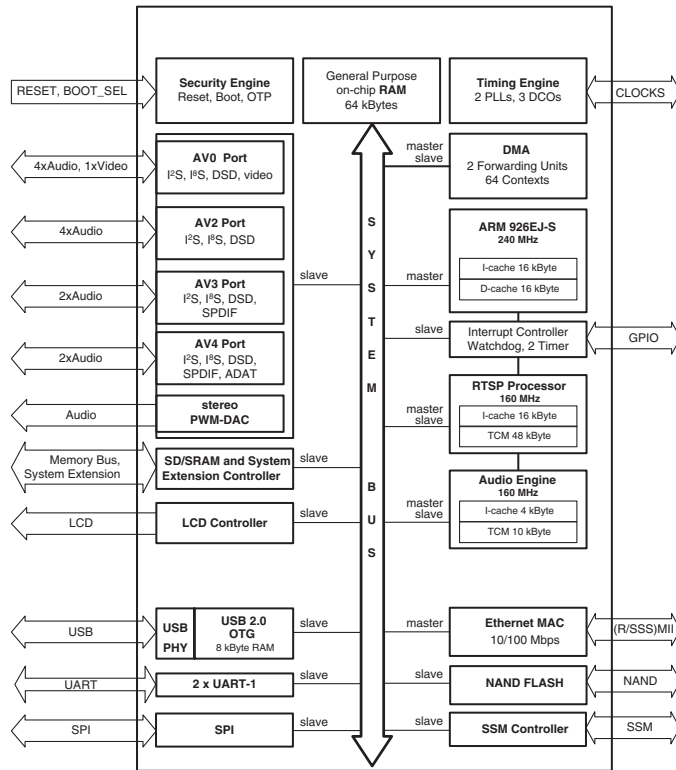 RESET, BOOT_SEL
Security Engine
Reset, Boot, OTP
General Purpose
on-chip RAM
64 kBytes
Timing Engine
2 PLLs, 3 DCOs
CLOCKS
4xAudio, 1xVideo
AV0 Port
I²S, I⁸S, DSD, video
master
slave
DMA
2 Forwarding Units
64 Contexts
4xAudio
AV2 Port
I²S, I⁸S, DSD
2xAudio
AV3 Port
I²S, I⁸S, DSD,
SPDIF
slave
2xAudio
AV4 Port
I²S, I⁸S, DSD,
SPDIF, ADAT
Audio
stereo
PWM-DAC
SYSTEM BUS
master
ARM 926EJ-S
240 MHz
I-cache 16 kByte
D-cache 16 kByte
slave
Interrupt Controller
Watchdog, 2 Timer
GPIO
master
slave
RTSP Processor
160 MHz
I-cache 16 kByte
TCM 48 kByte
Memory Bus,
System Extension
SD/SRAM and System
Extension Controller
slave
master
slave
Audio Engine
160 MHz
I-cache 4 kByte
TCM 10 kByte
LCD
LCD Controller
slave
USB
USB
PHY
USB 2.0
OTG
8 kByte RAM
slave
master
Ethernet MAC
10/100 Mbps
(R/SSS)MII
UART
2 x UART-1
slave
slave
NAND FLASH
NAND
SPI
SPI
slave
slave
SSM Controller
SSM